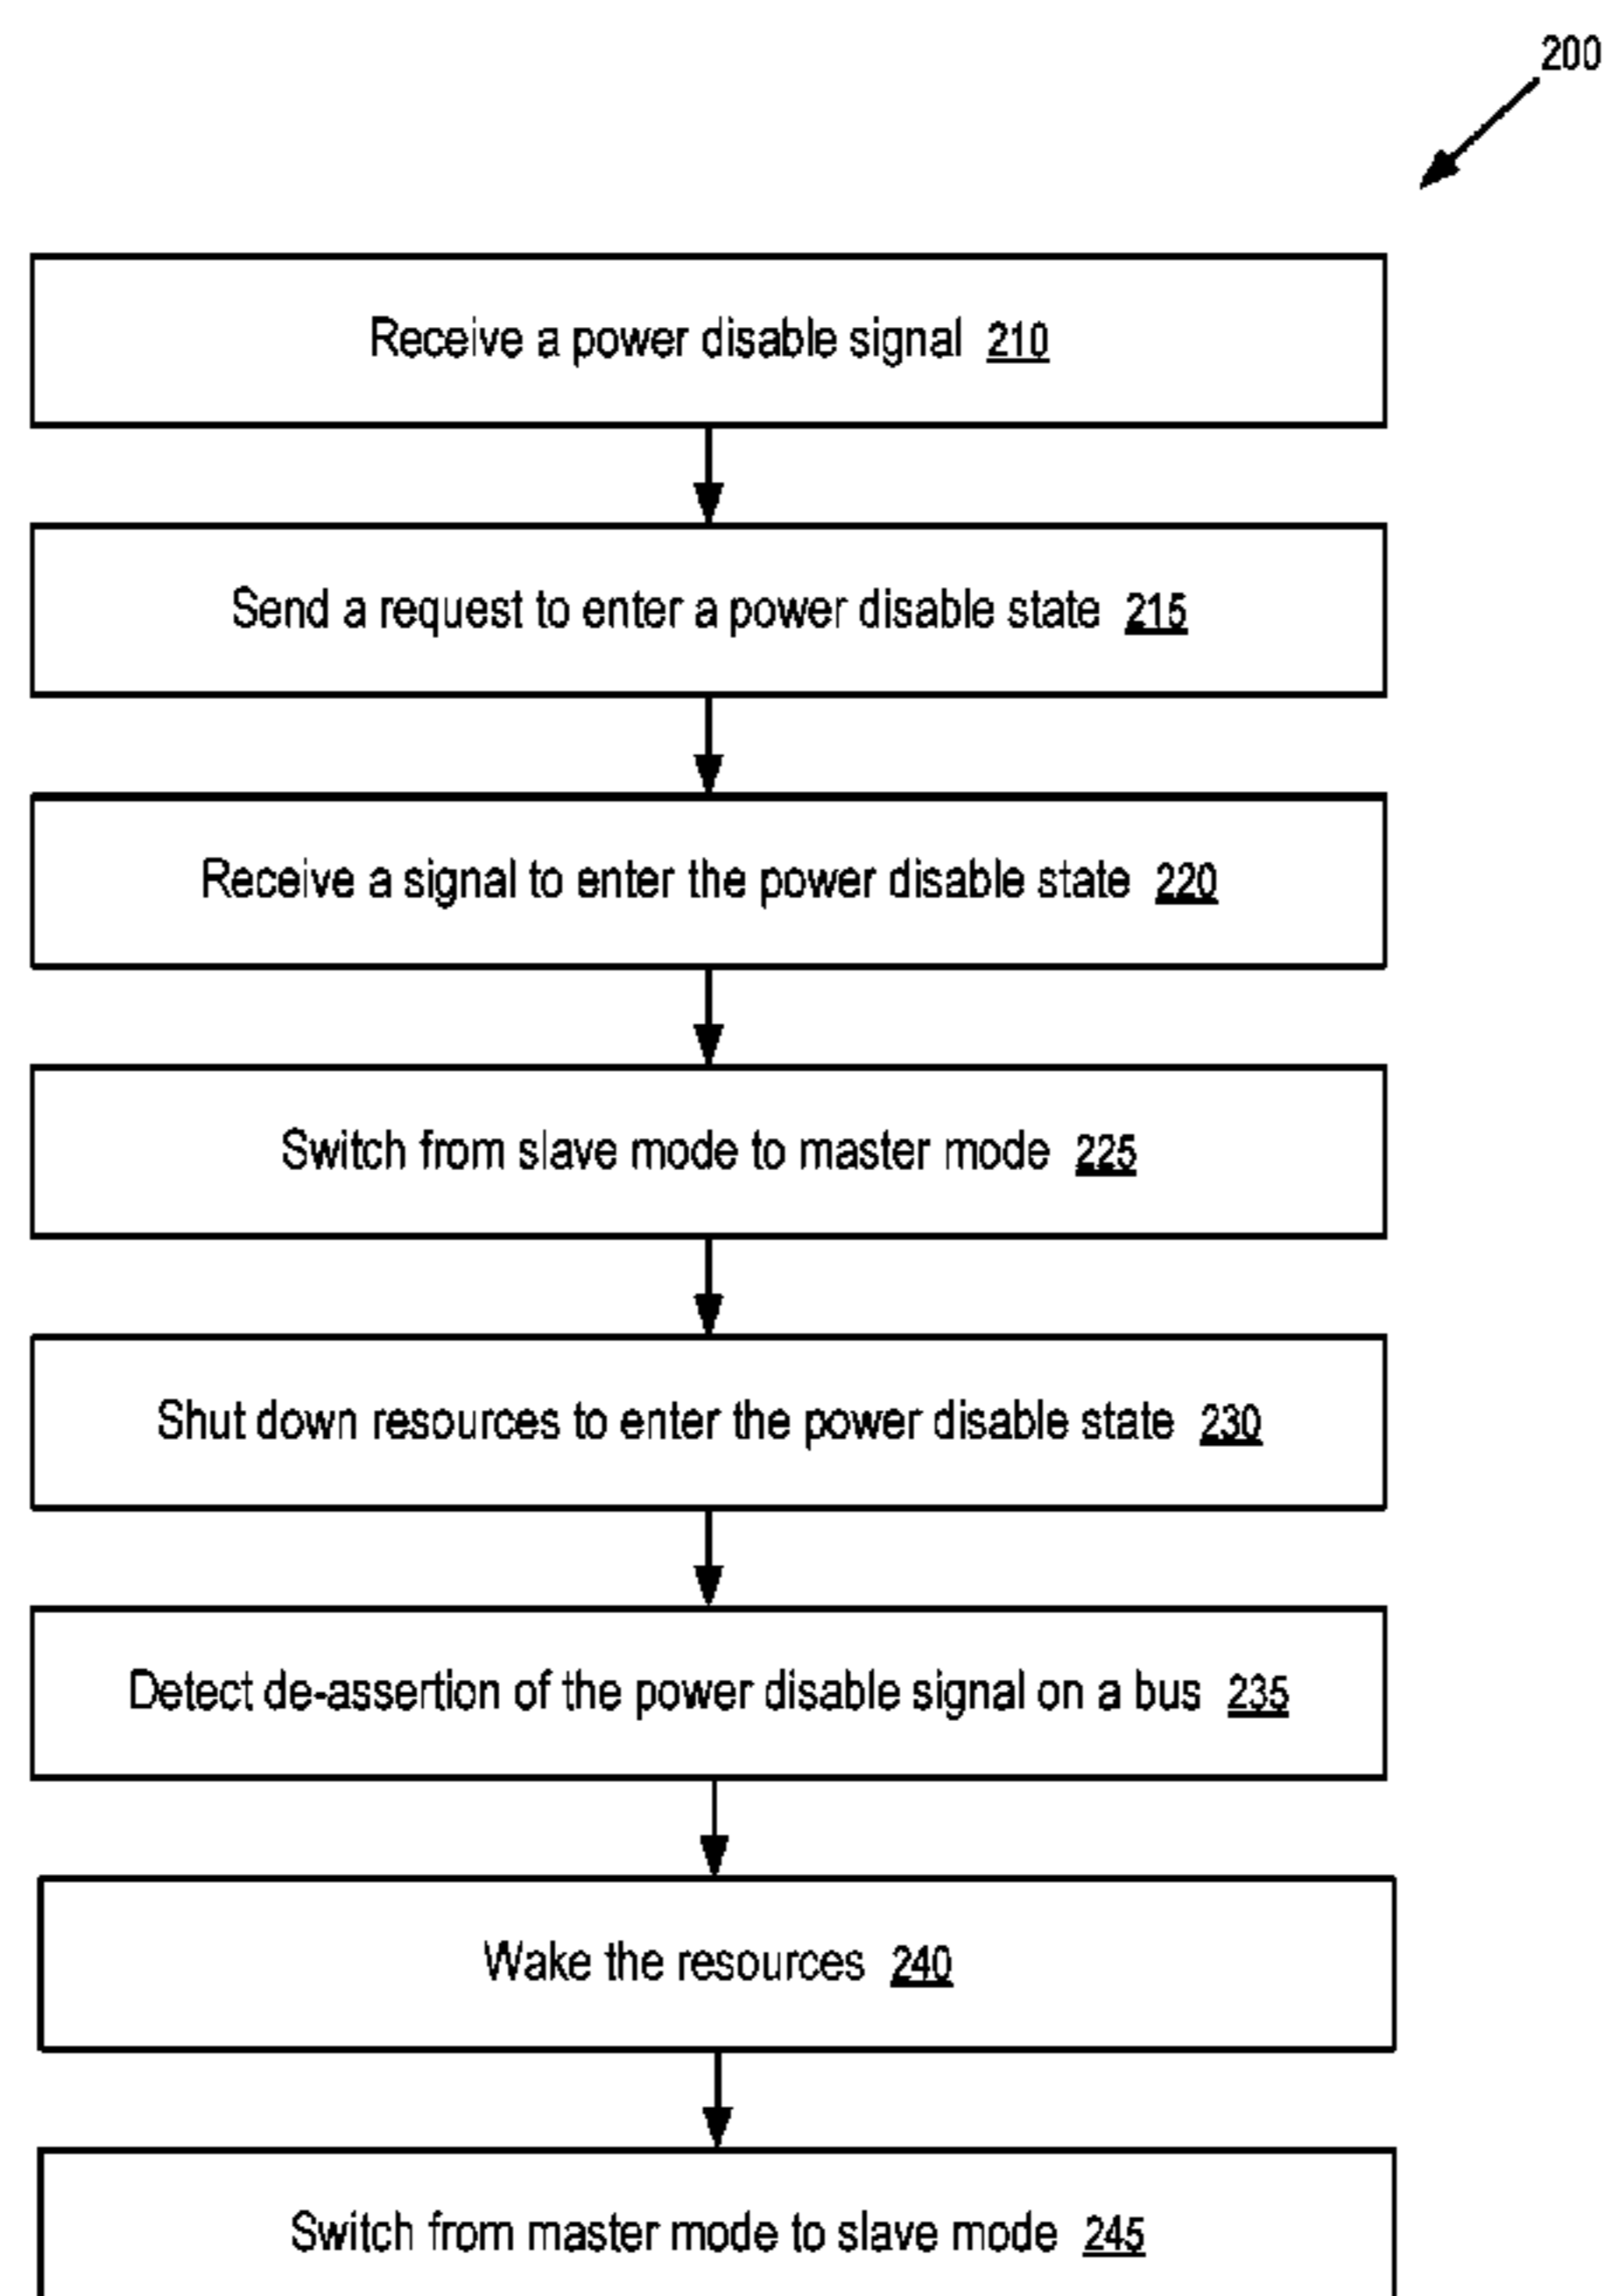 200
Receive a power disable signal 210
Send a request to enter a power disable state 215
Receive a signal to enter the power disable state 220
Switch from slave mode to master mode 225
Shut down resources to enter the power disable state 230
Detect de-assertion of the power disable signal on a bus 235
Wake the resources 240
Switch from master mode to slave mode 245